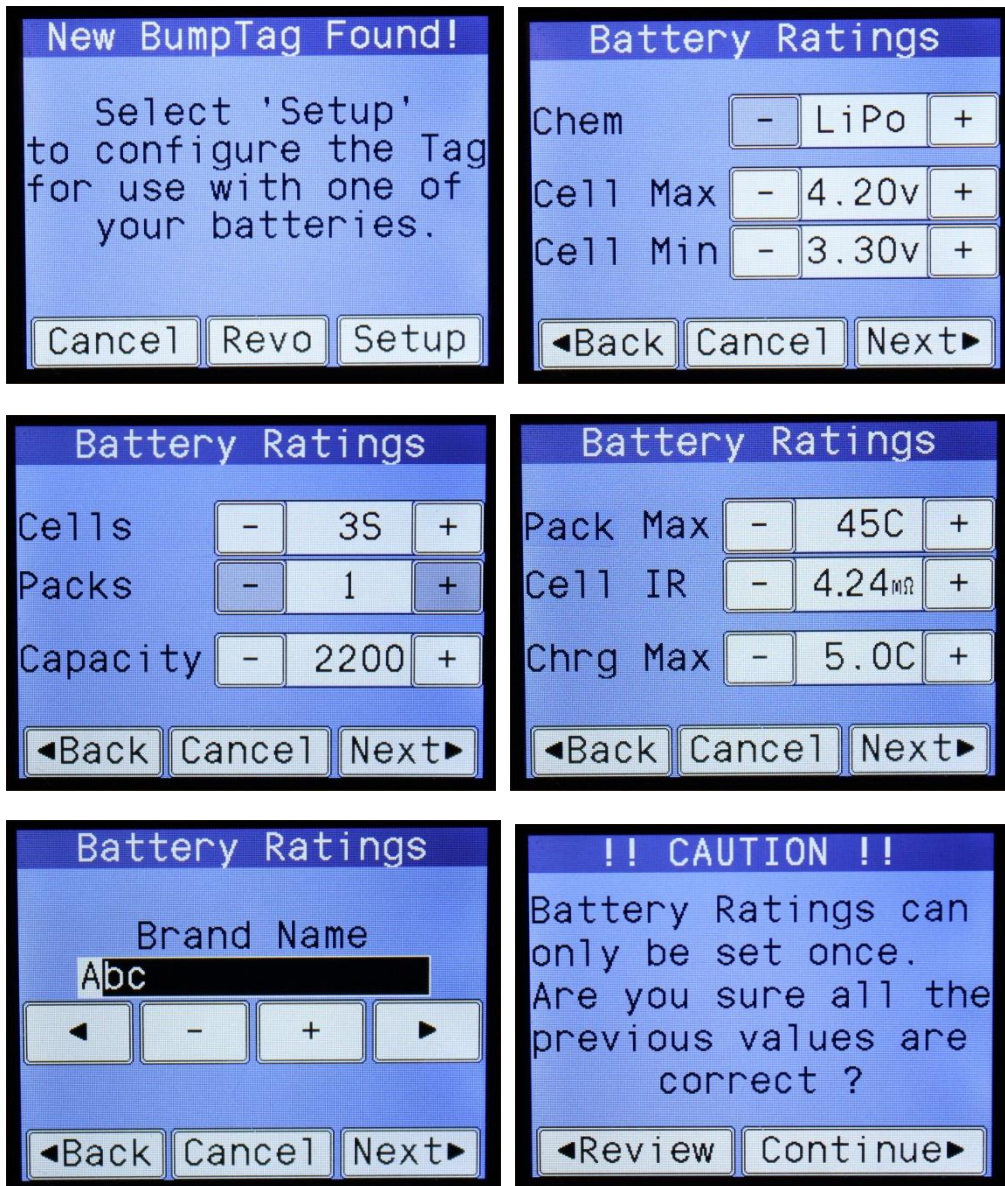 New BumpTag Found!
Select 'Setup'
to configure the Tag
for use with one of
your batteries.
Cancel Revo Setup
Battery Ratings
Chem - LiPo +
Cell Max - 4.20v +
Cell Min - 3.30v +
◄Back Cancel Next►
Battery Ratings
Cells - 3S +
Packs - 1 +
Capacity - 2200 +
◄Back Cancel Next►
Battery Ratings
Pack Max - 45C +
Cell IR - 4.24mΩ +
Chrg Max - 5.0C +
◄Back Cancel Next►
Battery Ratings
Brand Name
Abc
◄ - + ►
◄Back Cancel Next►
!! CAUTION !!
Battery Ratings can
only be set once.
Are you sure all the
previous values are
correct ?
◄Review Continue►